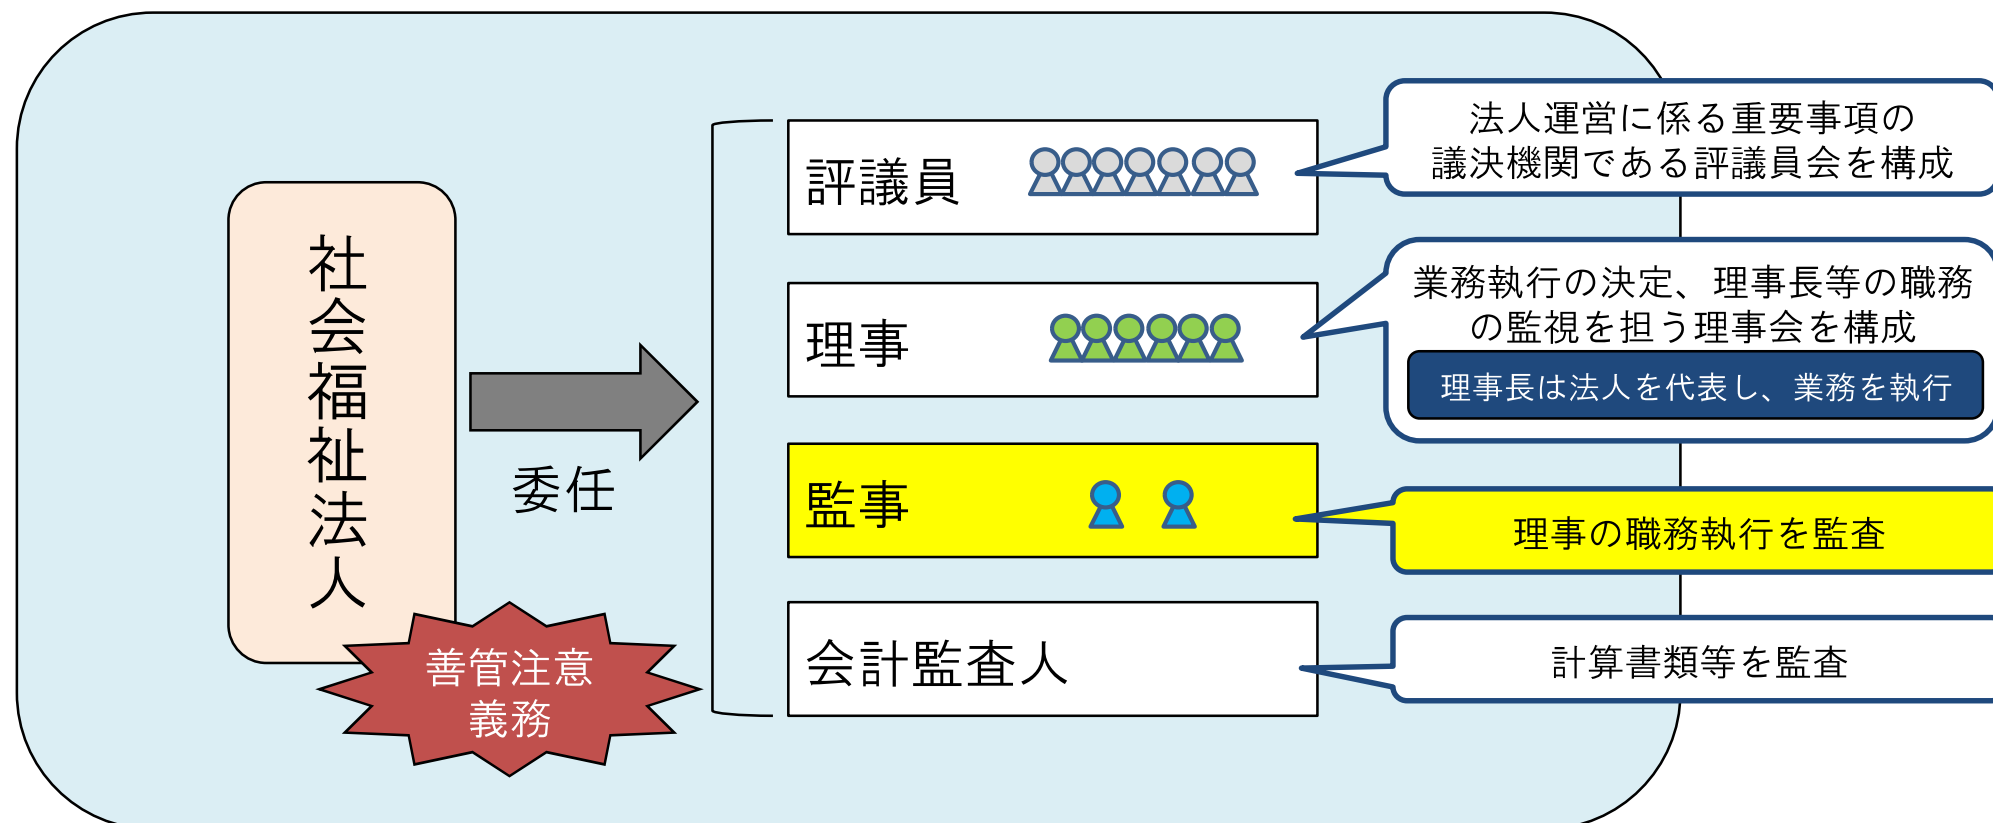 社会福祉法人
委任
善管注意
義務
評議員
法人運営に係る重要事項の
議決機関である評議員会を構成
理事
業務執行の決定、理事長等の職務
の監視を担う理事会を構成
理事長は法人を代表し、業務を執行
監事
理事の職務執行を監査
会計監査人
計算書類等を監査